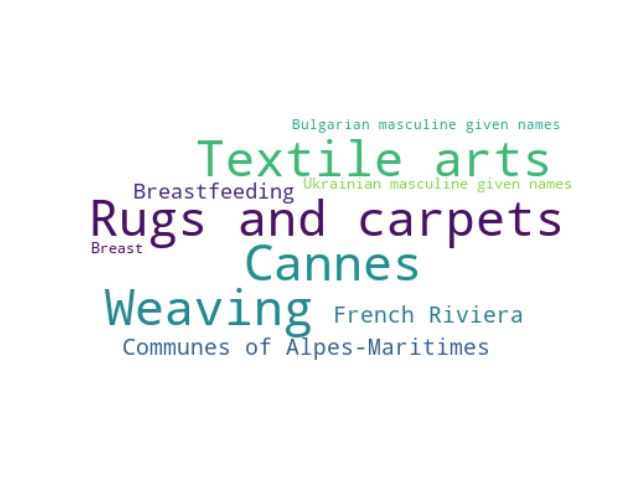 Bulgarian masculine given names
Textile arts
Ukrainian masculine given names
Breastfeeding
Rugs and carpets
Breast
Cannes
Weaving
French Riviera
Communes of Alpes-Maritimes